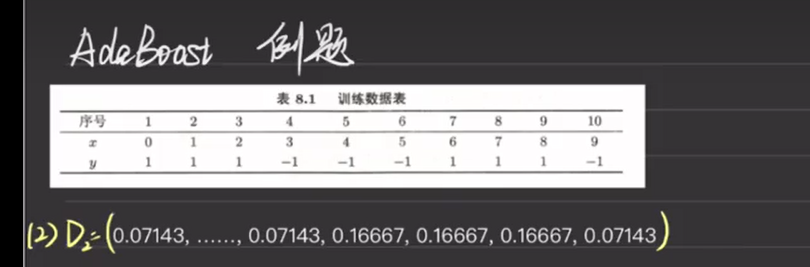 AdaBoost 例题
表 8.1 训练数据表
序号 1 2 3 4 5 6 7 8 9 10
x 0 1 2 3 4 5 6 7 8 9
y 1 1 1 −1 −1 −1 1 1 1 −1
(2) D₂=(0.07143, ……, 0.07143, 0.16667, 0.16667, 0.16667, 0.07143)